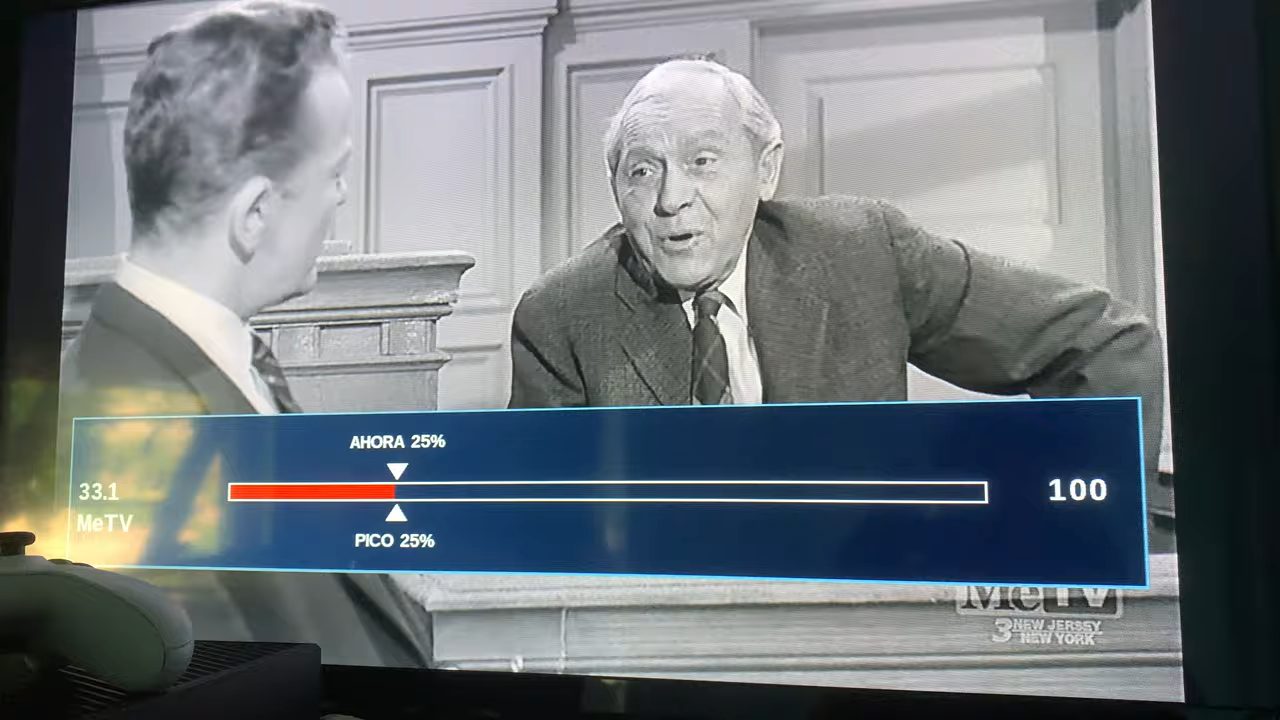 AHORA 25%
33.1
MeTV
100
PICO 25%
MeTV
3 NEW JERSEY
NEW YORK